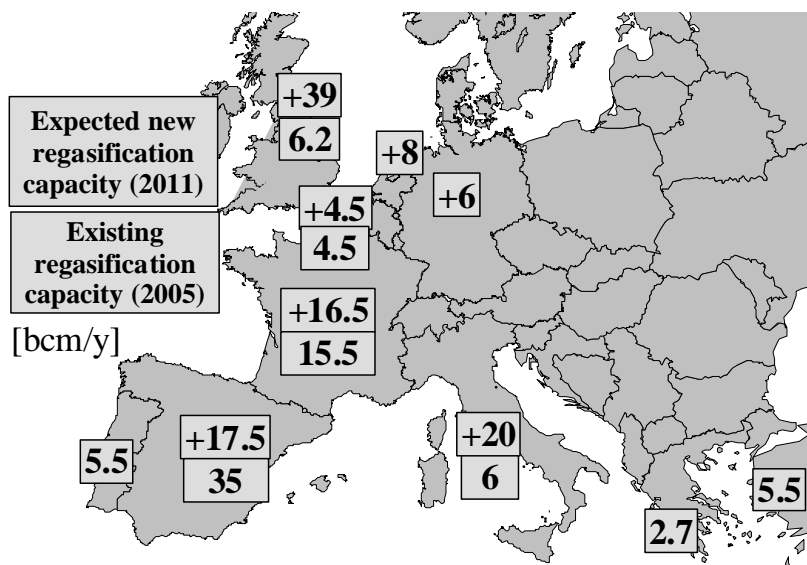 +39
6.2
Expected new
regasification
capacity (2011)
+8
+6
+4.5
4.5
Existing
regasification
capacity (2005)
[bcm/y]
+16.5
15.5
+17.5
35
5.5
+20
6
5.5
2.7